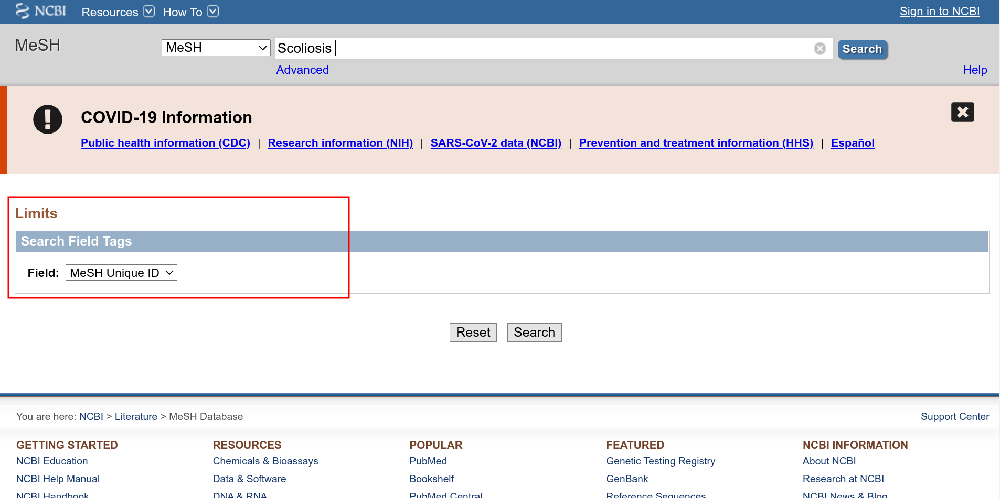 NCBI Resources How To Sign in to NCBI
MeSH MeSH Scoliosis Search
Advanced Help
COVID-19 Information
Public health information (CDC) | Research information (NIH) | SARS-CoV-2 data (NCBI) | Prevention and treatment information (HHS) | Español
Limits
Search Field Tags
Field: MeSH Unique ID
Reset Search
You are here: NCBI > Literature > MeSH Database Support Center
GETTING STARTED RESOURCES POPULAR FEATURED NCBI INFORMATION
NCBI Education Chemicals & Bioassays PubMed Genetic Testing Registry About NCBI
NCBI Help Manual Data & Software Bookshelf GenBank Research at NCBI
NCBI Handbook DNA & RNA PubMed Central Reference Sequences NCBI News & Blog